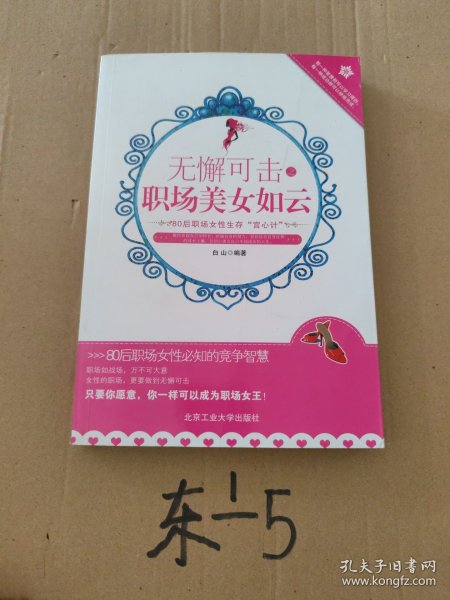 无懈可击之
职场美女如云
80后职场女性生存“宫心计”
白山◎编著
>>>80后职场女性必知的竞争智慧
职场如战场，万不可大意
女性的职场，更要做到无懈可击
只要你愿意，你一样可以成为职场女王！
北京工业大学出版社
东1-5
孔夫子旧书网
www.kongfz.com